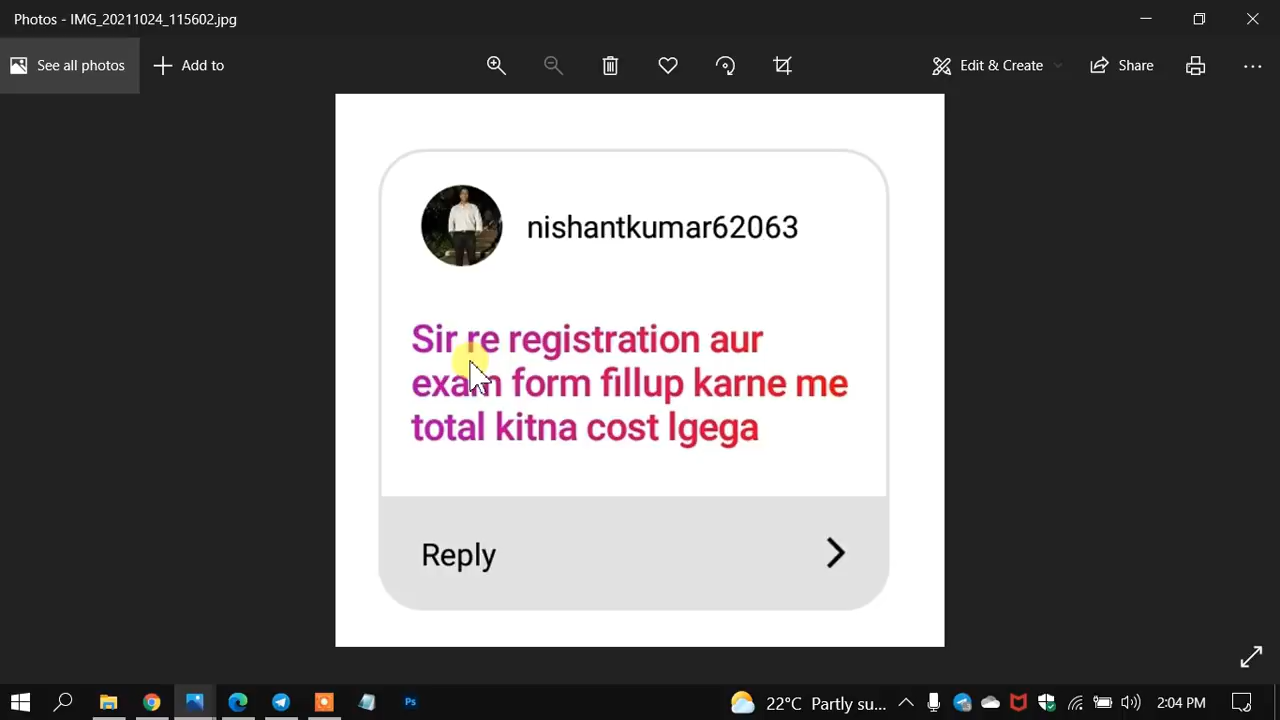 Photos - IMG_20211024_115602.jpg
See all photos
Add to
Edit & Create
Share
nishantkumar62063
Sir re registration aur
exam form fillup karne me
total kitna cost lgega
Reply
Ps
22°C Partly su...
2:04 PM